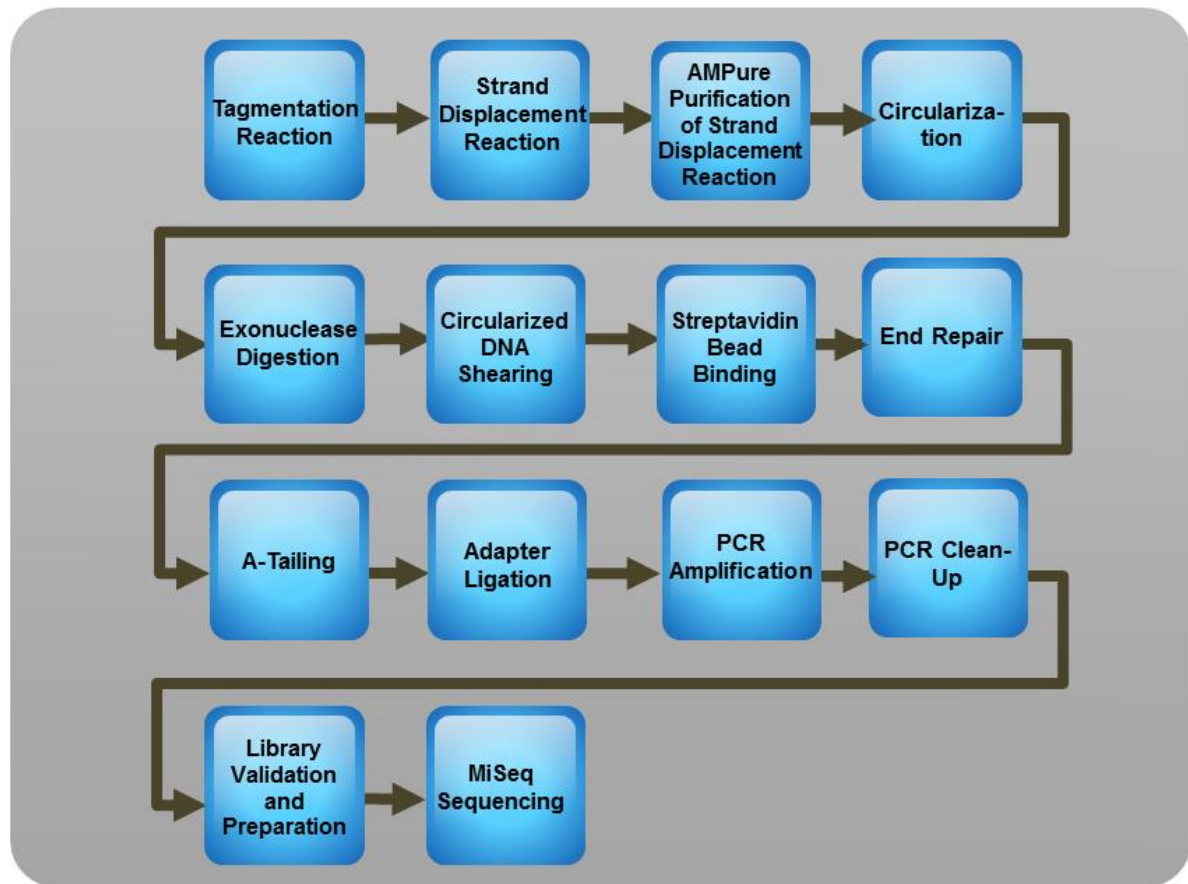 Tagmentation
Reaction
Strand
Displacement
Reaction
AMPure
Purification
of Strand
Displacement
Reaction
Circulariza-
tion
Exonuclease
Digestion
Circularized
DNA
Shearing
Streptavidin
Bead
Binding
End Repair
A-Tailing
Adapter
Ligation
PCR
Amplification
PCR Clean-
Up
Library
Validation
and
Preparation
MiSeq
Sequencing